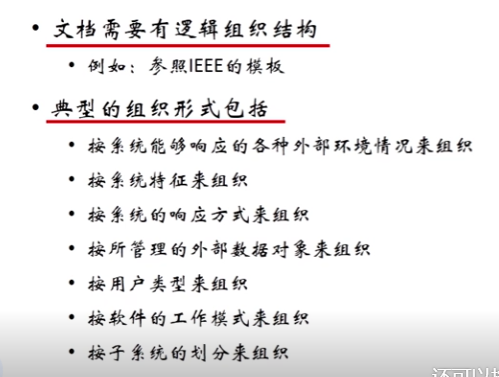 • 文档需要有逻辑组织结构
• 例如：参照IEEE的模板
• 典型的组织形式包括
• 按系统能够响应的各种外部环境情况来组织
• 按系统特征来组织
• 按系统的响应方式来组织
• 按所管理的外部数据对象来组织
• 按用户类型来组织
• 按软件的工作模式来组织
• 按子系统的划分来组织
还可以